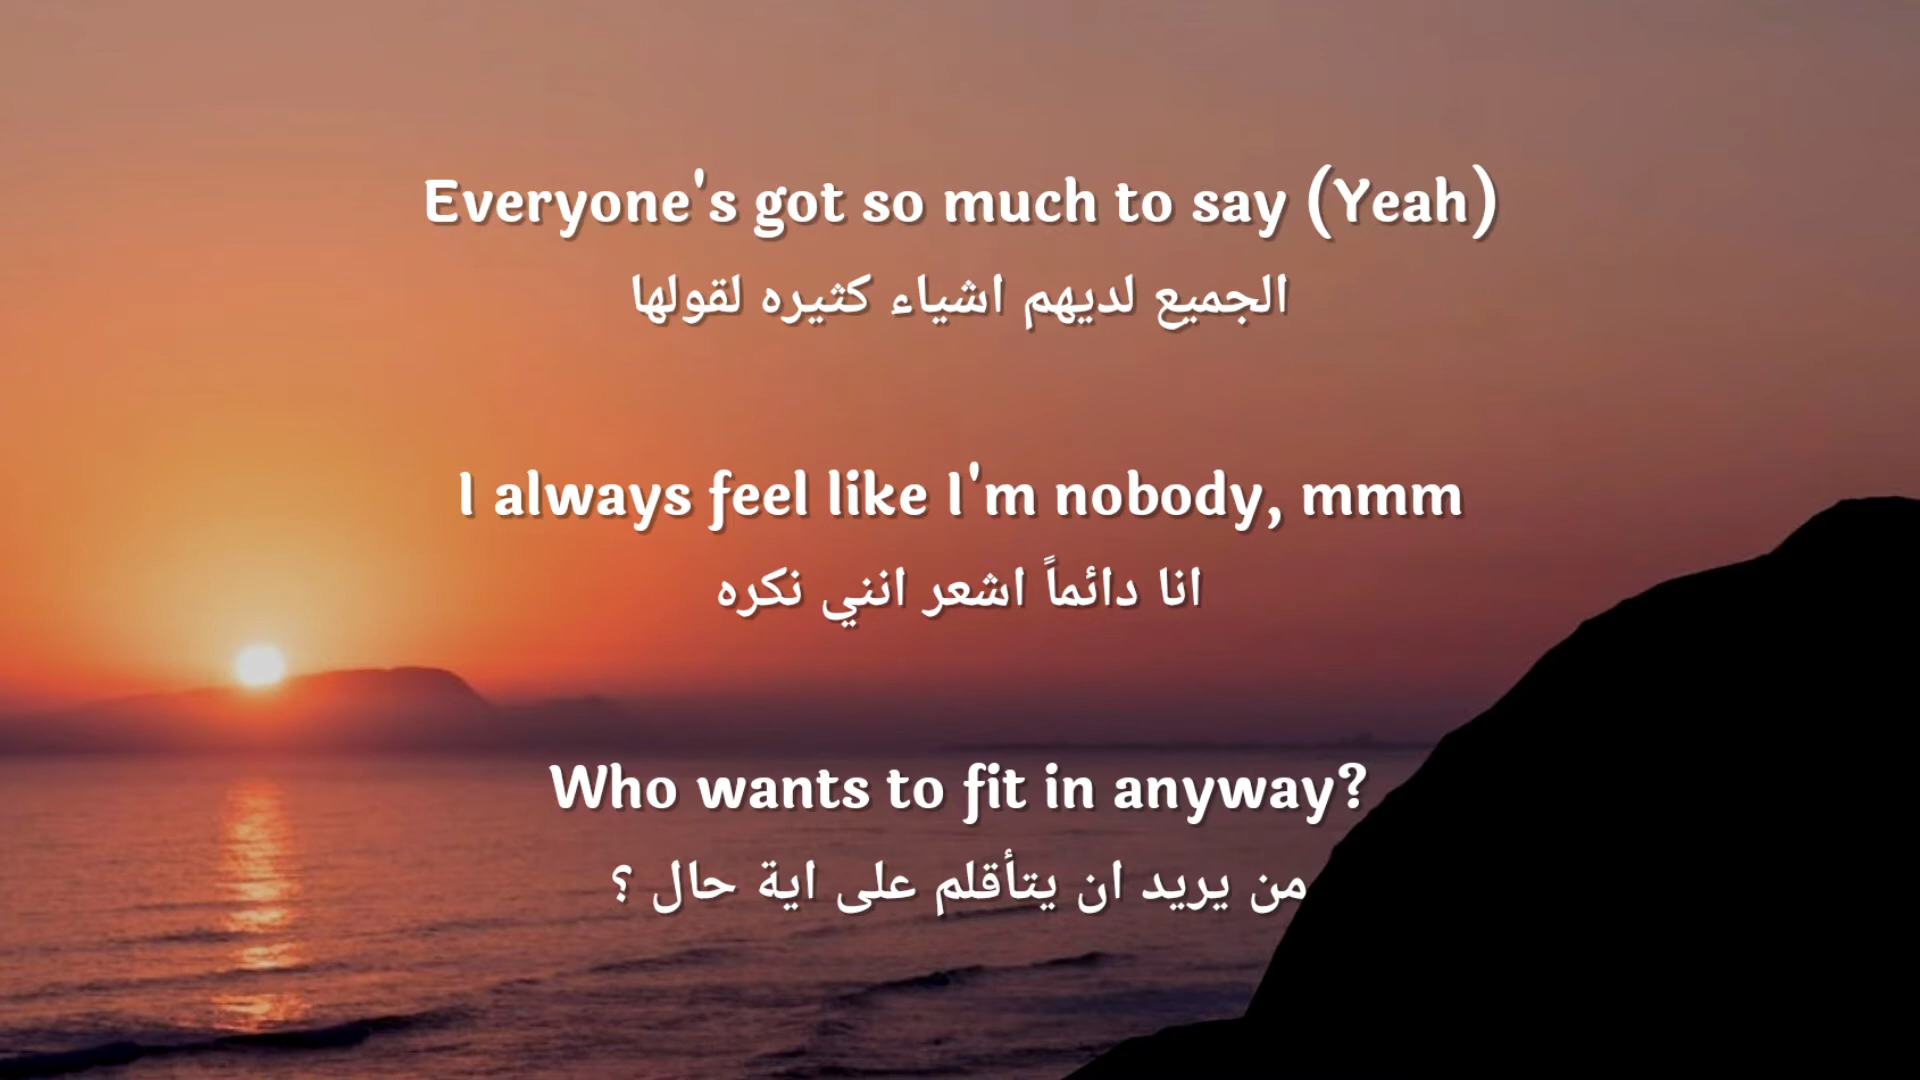 Everyone's got so much to say (Yeah)
الجميع لديهم اشياء كثيره لقولها
I always feel like I'm nobody, mmm
انا دائماً اشعر انني نكره
Who wants to fit in anyway?
من يريد ان يتأقلم على اية حال ؟